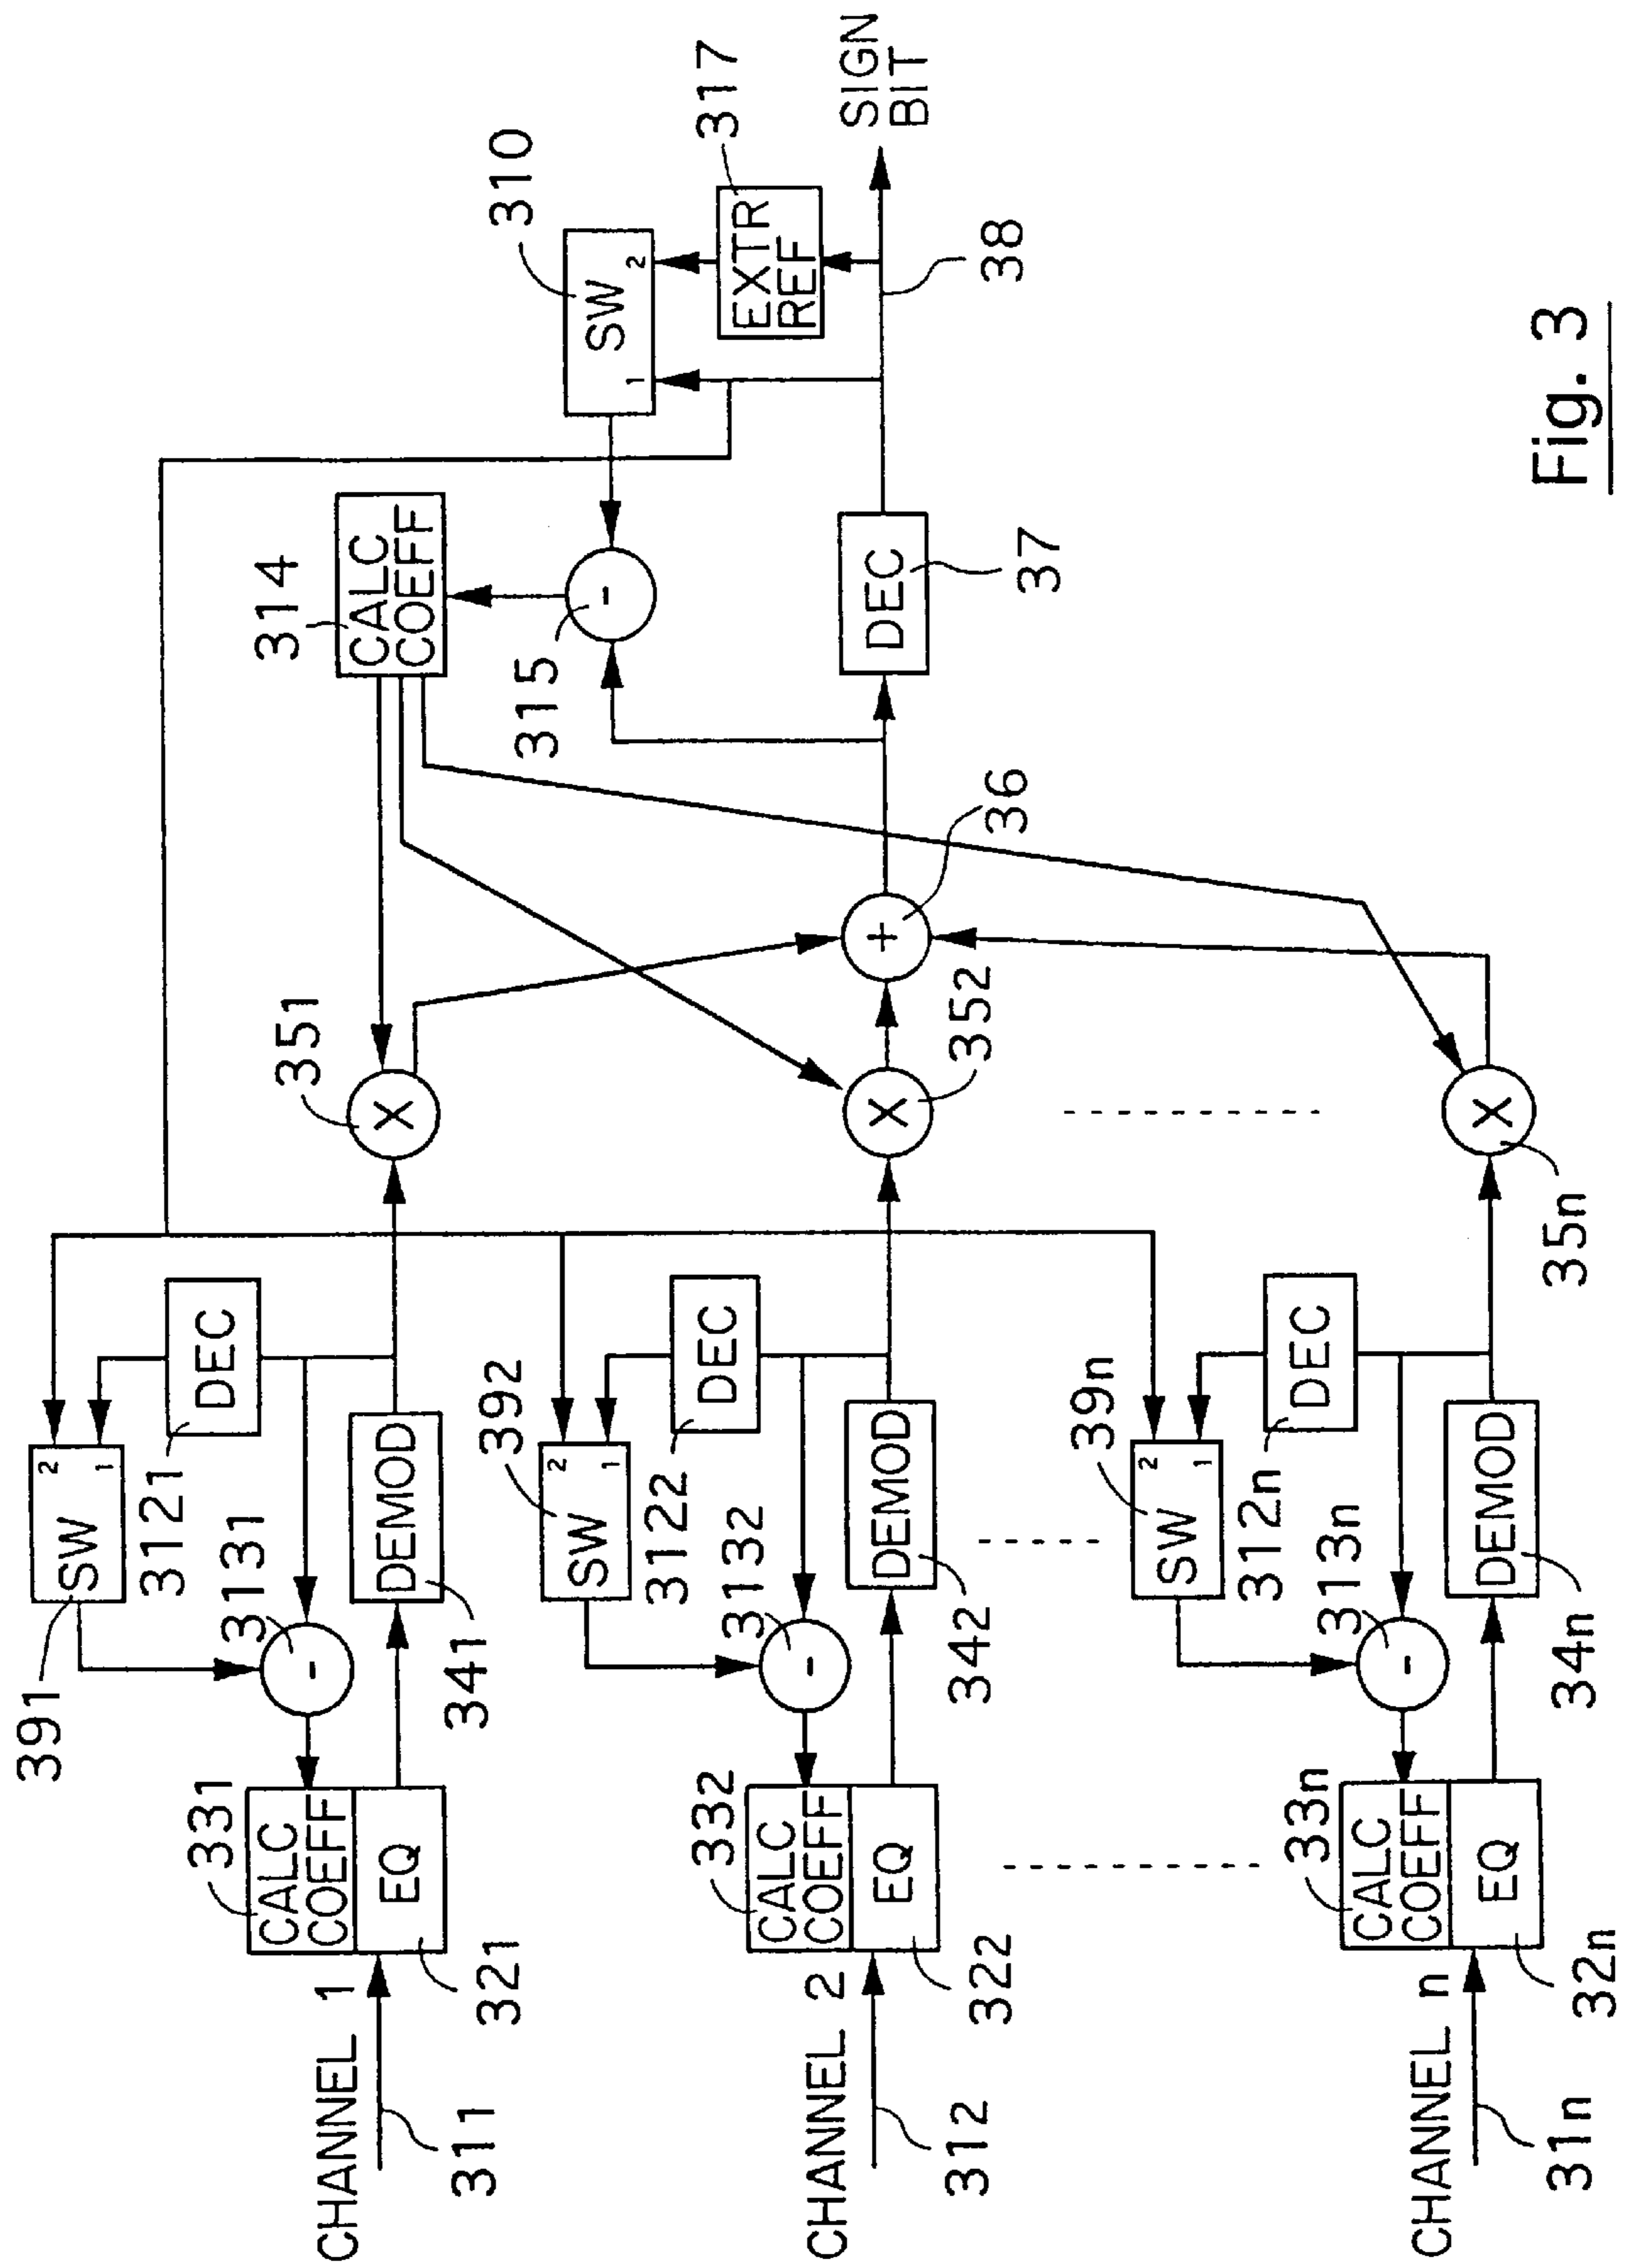 391
SW
2
1
3121
DEC
3131
331
CALC
COEFF
EQ
321
CHANNEL 1
311
341
DEMOD
351
X
392
SW
2
1
3122
DEC
3132
-
332
CALC
COEFF
EQ
322
CHANNEL 2
312
342
DEMOD
352
X
39n
SW
2
1
312n
DEC
313n
-
33n
CALC
COEFF
EQ
32n
CHANNEL n
31n
34n
DEMOD
35n
X
-
+
36
314
CALC
COEFF
315
-
310
SW
1
2
317
EXTR
REF
DEC
37
38
SIGN
BIT
Fig. 3